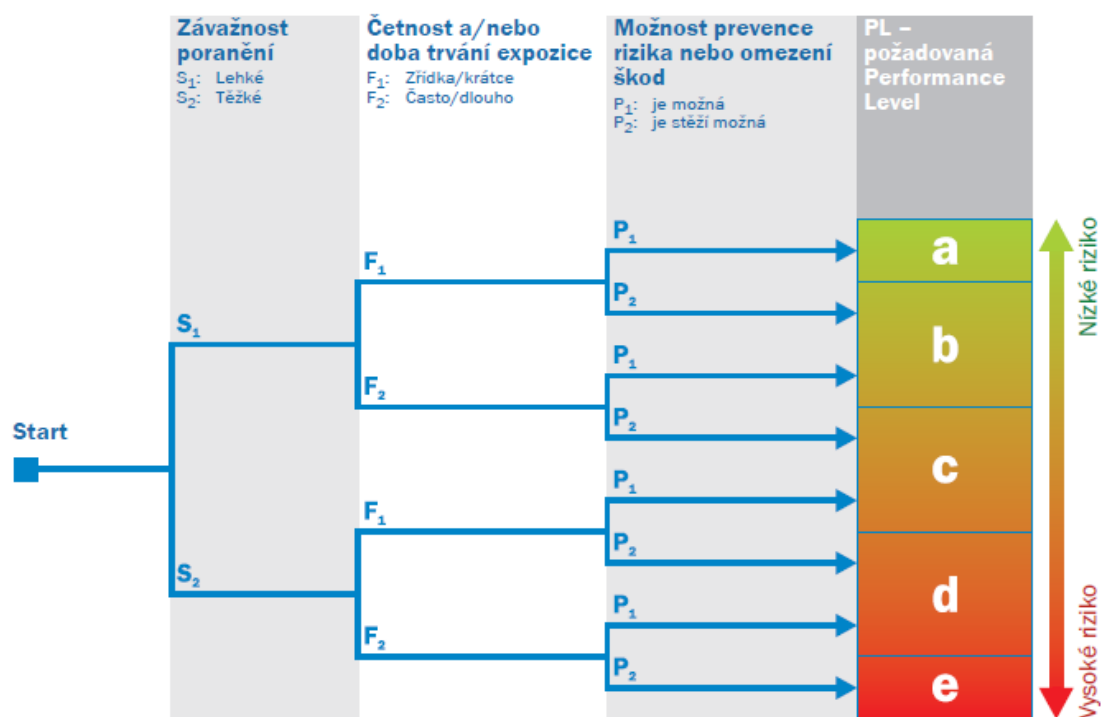 Závažnost
poranění
S₁: Lehké
S₂: Těžké
Četnost a/nebo
doba trvání expozice
F₁: Zřídka/krátce
F₂: Často/dlouho
Možnost prevence
rizika nebo omezení
škod
P₁: je možná
P₂: je stěží možná
PL –
požadovaná
Performance
Level
Start
S₁
S₂
F₁
F₂
F₁
F₂
P₁
P₂
P₁
P₂
P₁
P₂
P₁
P₂
a
b
c
d
e
Nízké riziko
Vysoké riziko